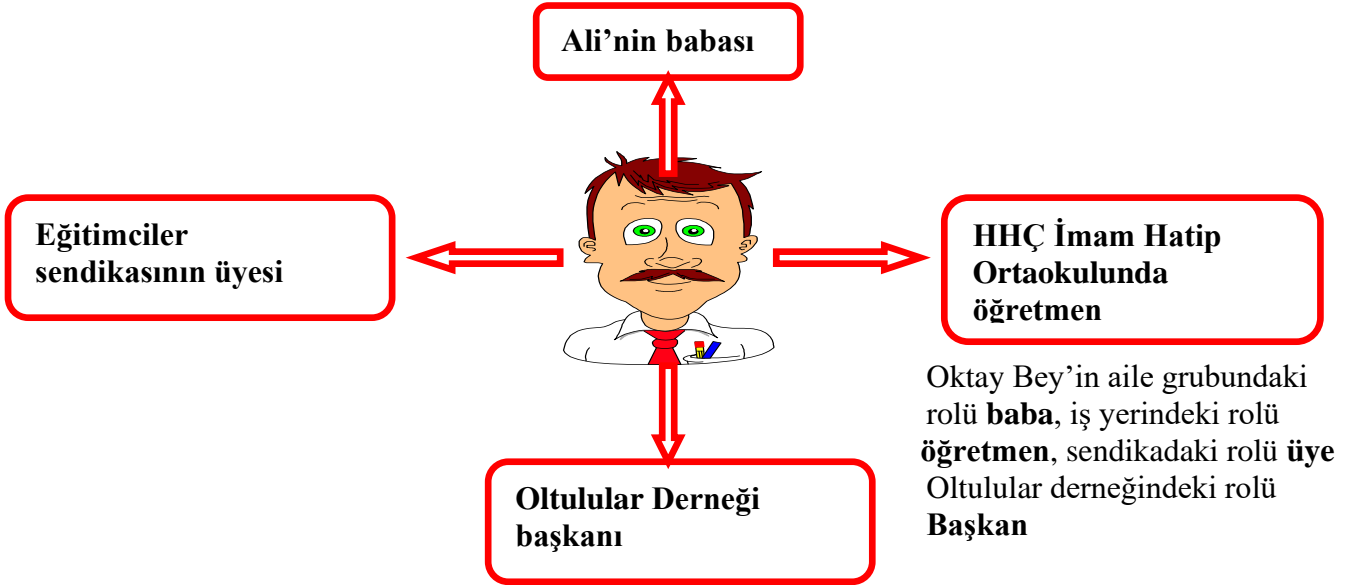 Ali’nin babası
Eğitimciler
sendikasının üyesi
HHÇ İmam Hatip
Ortaokulunda
öğretmen
Oktay Bey’in aile grubundaki
rolü baba, iş yerindeki rolü
öğretmen, sendikadaki rolü üye
Oltulular derneğindeki rolü
Başkan
Oltulular Derneği
başkanı